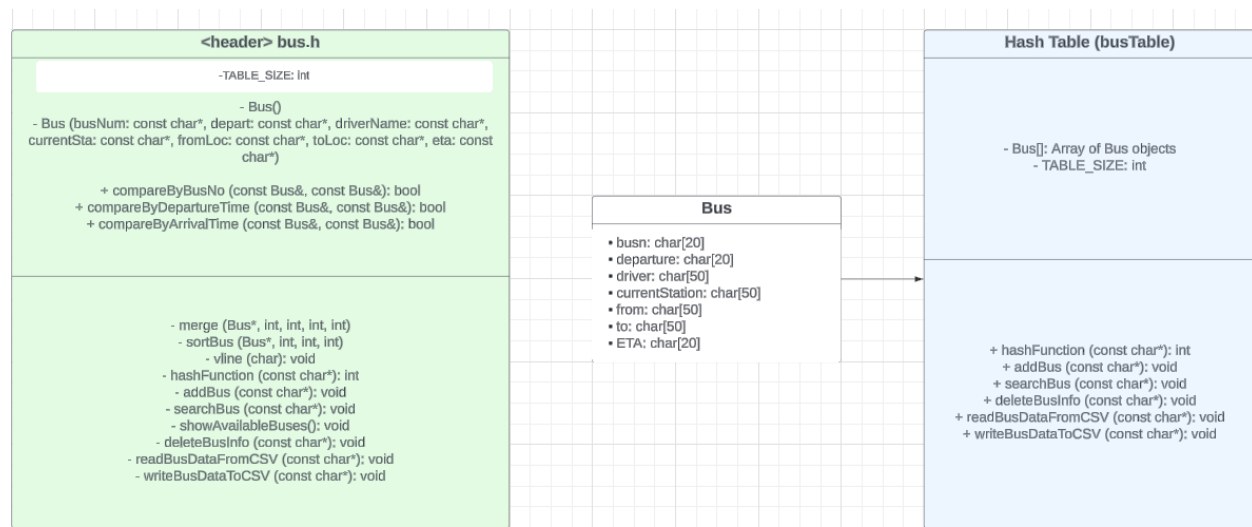 <header> bus.h
-TABLE_SIZE: int
- Bus()
- Bus (busNum: const char*, depart: const char*, driverName: const char*,
currentSta: const char*, fromLoc: const char*, toLoc: const char*, eta: const
char*)
+ compareByBusNo (const Bus&, const Bus&): bool
+ compareByDepartureTime (const Bus&, const Bus&): bool
+ compareByArrivalTime (const Bus&, const Bus&): bool
- merge (Bus*, int, int, int, int)
- sortBus (Bus*, int, int, int)
- vline (char): void
- hashFunction (const char*): int
- addBus (const char*): void
- searchBus (const char*): void
- showAvailableBuses(): void
- deleteBusInfo (const char*): void
- readBusDataFromCSV (const char*): void
- writeBusDataToCSV (const char*): void
Bus
▪ busn: char[20]
▪ departure: char[20]
▪ driver: char[50]
▪ currentStation: char[50]
▪ from: char[50]
▪ to: char[50]
▪ ETA: char[20]
Hash Table (busTable)
- Bus[]: Array of Bus objects
- TABLE_SIZE: int
+ hashFunction (const char*): int
+ addBus (const char*): void
+ searchBus (const char*): void
+ deleteBusInfo (const char*): void
+ readBusDataFromCSV (const char*): void
+ writeBusDataToCSV (const char*): void